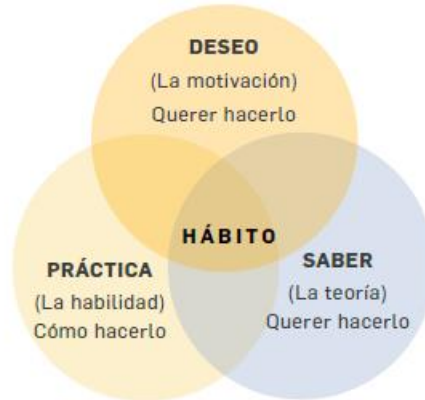 DESEO
(La motivación)
Querer hacerlo
HÁBITO
PRÁCTICA
(La habilidad)
Cómo hacerlo
SABER
(La teoría)
Querer hacerlo